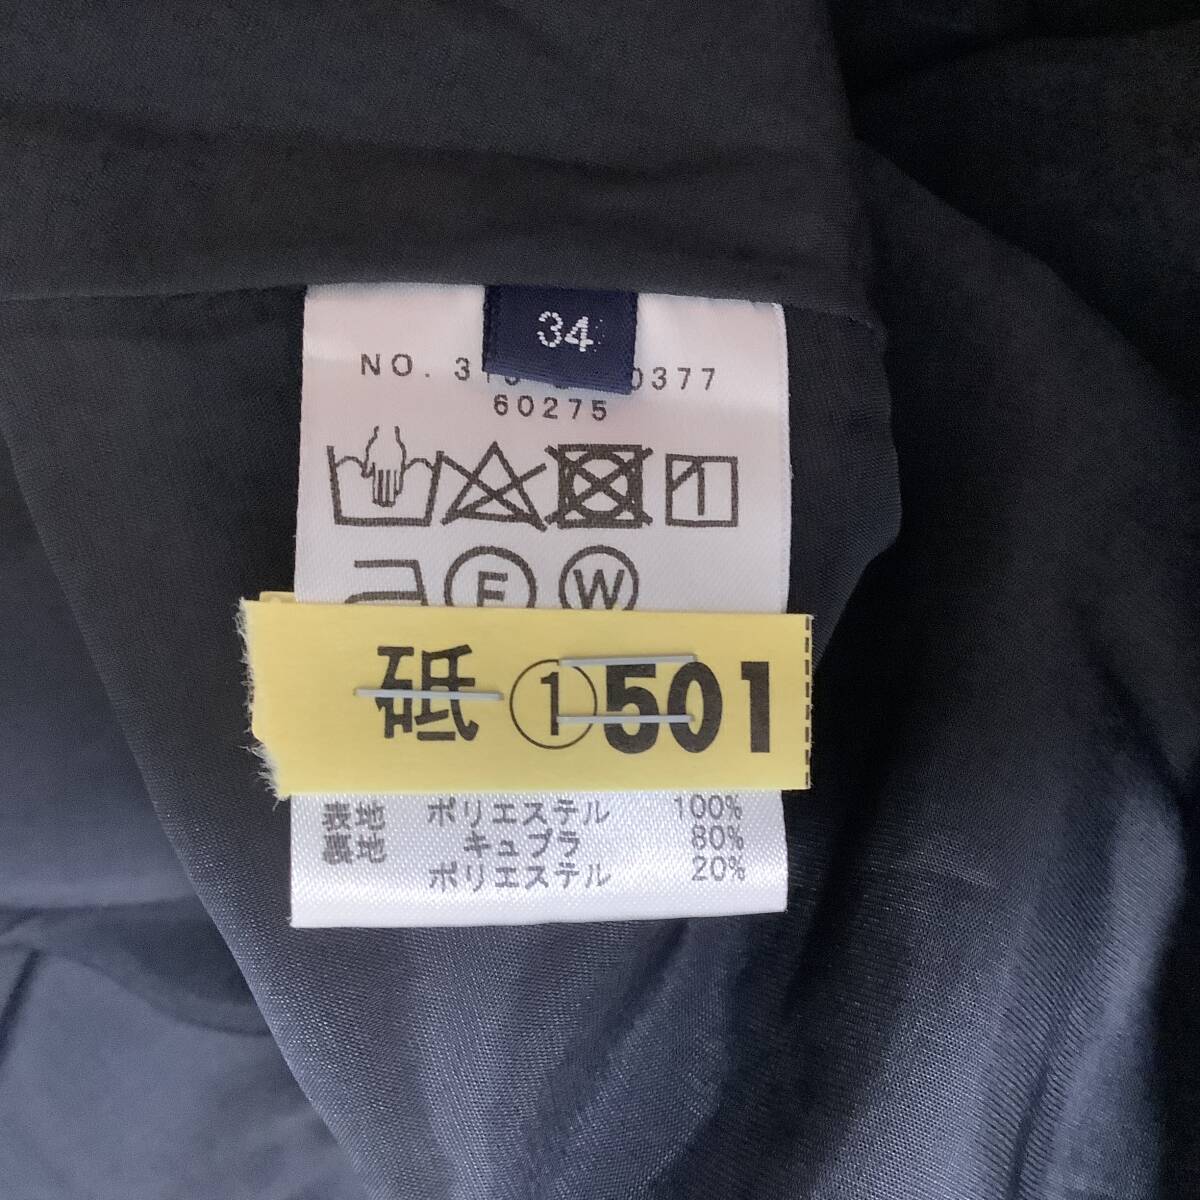 34
NO. 0377
60275
1
F W
砥 ① 501
表地 ポリエステル 100%
裏地 キュプラ 80%
ポリエステル 20%